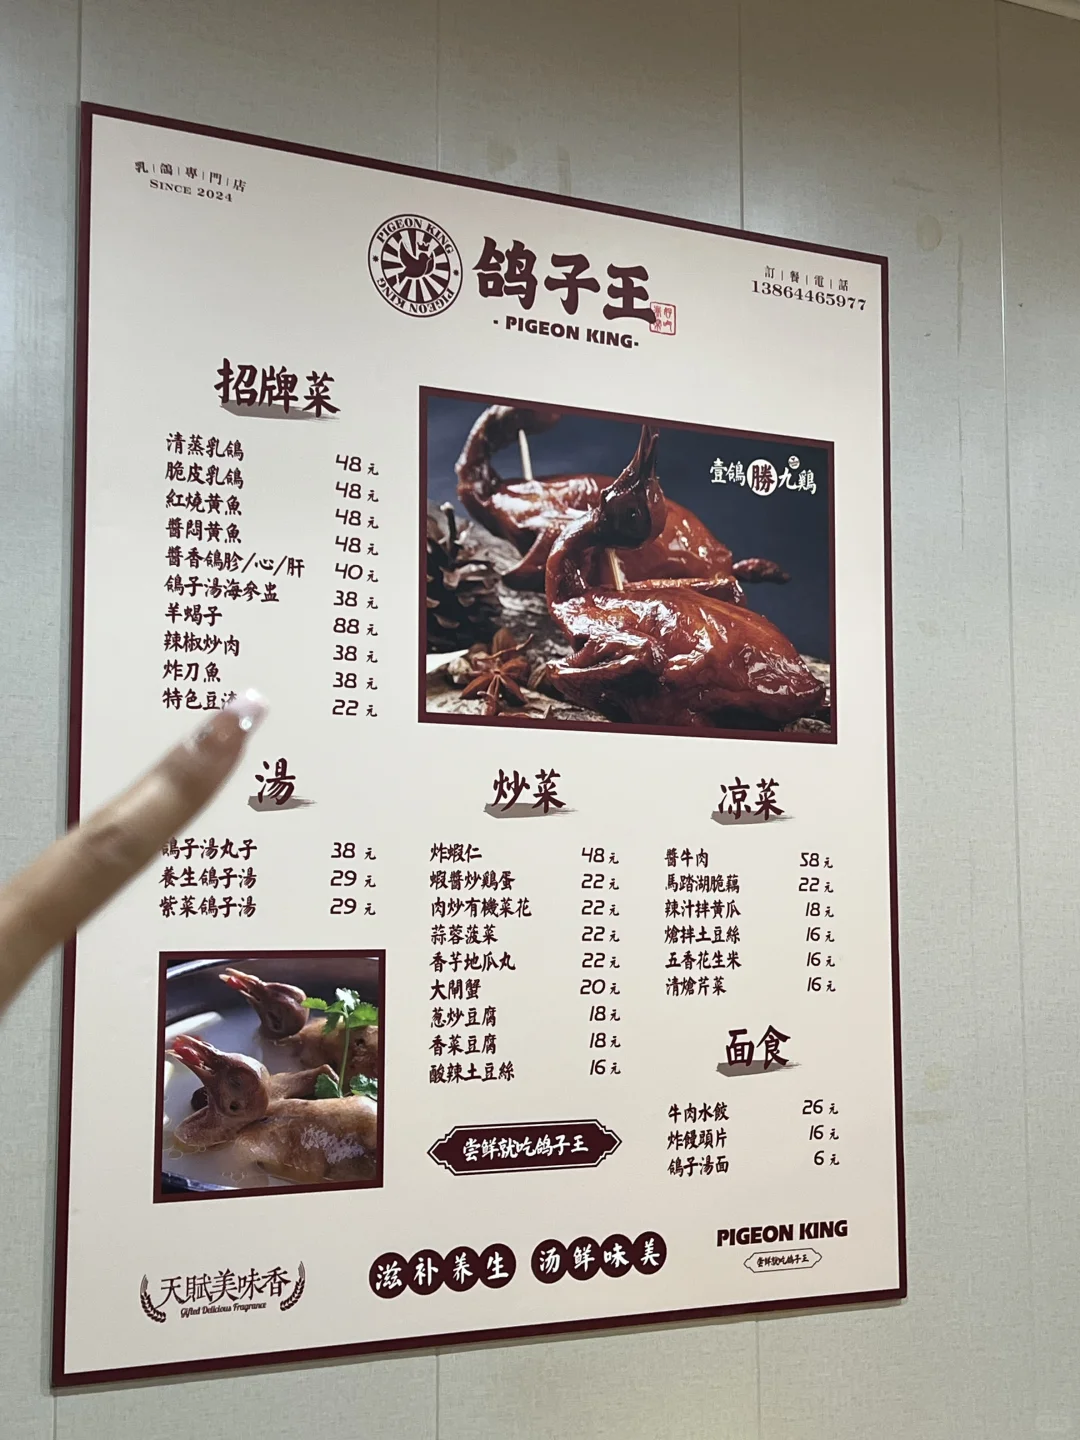 乳|鴿|專|門|店
SINCE 2024
PIGEON KING
PIGEON KING
鸽子王
·PIGEON KING·
訂|餐|電|話
13864465977
招牌菜
清蒸乳鴿 48元
脆皮乳鴿 48元
紅燒黃魚 48元
醬悶黃魚 48元
醬香鴿胗/心/肝 40元
鴿子湯海參盅 38元
羊蝎子 88元
辣椒炒肉 38元
炸刀魚 38元
特色豆 22元
壹鴿勝九鷄
湯
鴿子湯丸子 38元
養生鴿子湯 29元
紫菜鴿子湯 29元
炒菜
炸蝦仁 48元
蝦醬炒鷄蛋 22元
肉炒有機菜花 22元
蒜蓉菠菜 22元
香芋地瓜丸 22元
大閘蟹 20元
葱炒豆腐 18元
香菜豆腐 18元
酸辣土豆絲 16元
凉菜
醬牛肉 58元
馬踏湖脆藕 22元
辣汁拌黄瓜 18元
熗拌土豆絲 16元
五香花生米 16元
清熗芹菜 16元
面食
牛肉水餃 26元
炸饅頭片 16元
鴿子湯面 6元
尝鲜就吃鸽子王
天賦美味香
Gifted Delicious Fragrance
滋补养生 汤鲜味美
PIGEON KING
尝鲜就吃鸽子王